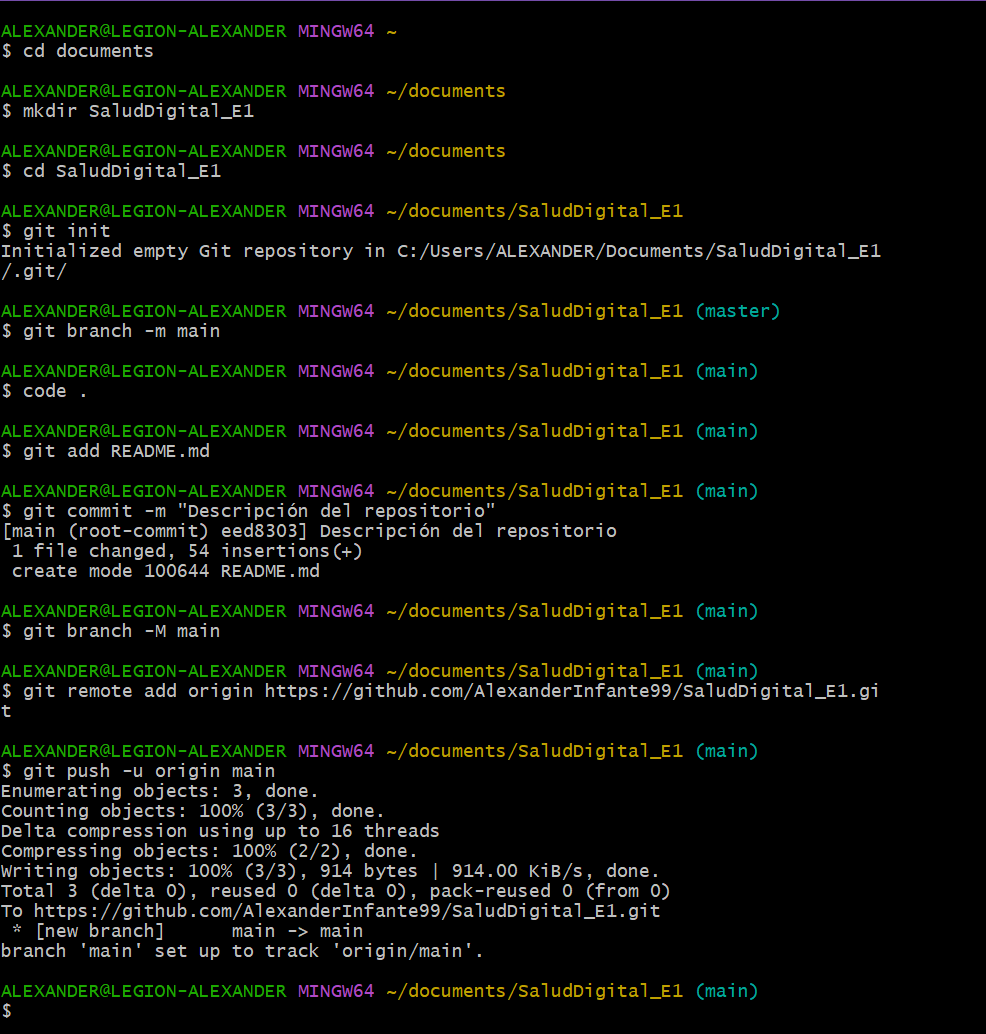 ALEXANDER@LEGION-ALEXANDER MINGW64 ~
$ cd documents
ALEXANDER@LEGION-ALEXANDER MINGW64 ~/documents
$ mkdir SaludDigital_E1
ALEXANDER@LEGION-ALEXANDER MINGW64 ~/documents
$ cd SaludDigital_E1
ALEXANDER@LEGION-ALEXANDER MINGW64 ~/documents/SaludDigital_E1
$ git init
Initialized empty Git repository in C:/Users/ALEXANDER/Documents/SaludDigital_E1
/.git/
ALEXANDER@LEGION-ALEXANDER MINGW64 ~/documents/SaludDigital_E1 (master)
$ git branch -m main
ALEXANDER@LEGION-ALEXANDER MINGW64 ~/documents/SaludDigital_E1 (main)
$ code .
ALEXANDER@LEGION-ALEXANDER MINGW64 ~/documents/SaludDigital_E1 (main)
$ git add README.md
ALEXANDER@LEGION-ALEXANDER MINGW64 ~/documents/SaludDigital_E1 (main)
$ git commit -m "Descripción del repositorio"
[main (root-commit) eed8303] Descripción del repositorio
 1 file changed, 54 insertions(+)
 create mode 100644 README.md
ALEXANDER@LEGION-ALEXANDER MINGW64 ~/documents/SaludDigital_E1 (main)
$ git branch -M main
ALEXANDER@LEGION-ALEXANDER MINGW64 ~/documents/SaludDigital_E1 (main)
$ git remote add origin https://github.com/AlexanderInfante99/SaludDigital_E1.gi
t
ALEXANDER@LEGION-ALEXANDER MINGW64 ~/documents/SaludDigital_E1 (main)
$ git push -u origin main
Enumerating objects: 3, done.
Counting objects: 100% (3/3), done.
Delta compression using up to 16 threads
Compressing objects: 100% (2/2), done.
Writing objects: 100% (3/3), 914 bytes | 914.00 KiB/s, done.
Total 3 (delta 0), reused 0 (delta 0), pack-reused 0 (from 0)
To https://github.com/AlexanderInfante99/SaludDigital_E1.git
 * [new branch]      main -> main
branch 'main' set up to track 'origin/main'.
ALEXANDER@LEGION-ALEXANDER MINGW64 ~/documents/SaludDigital_E1 (main)
$